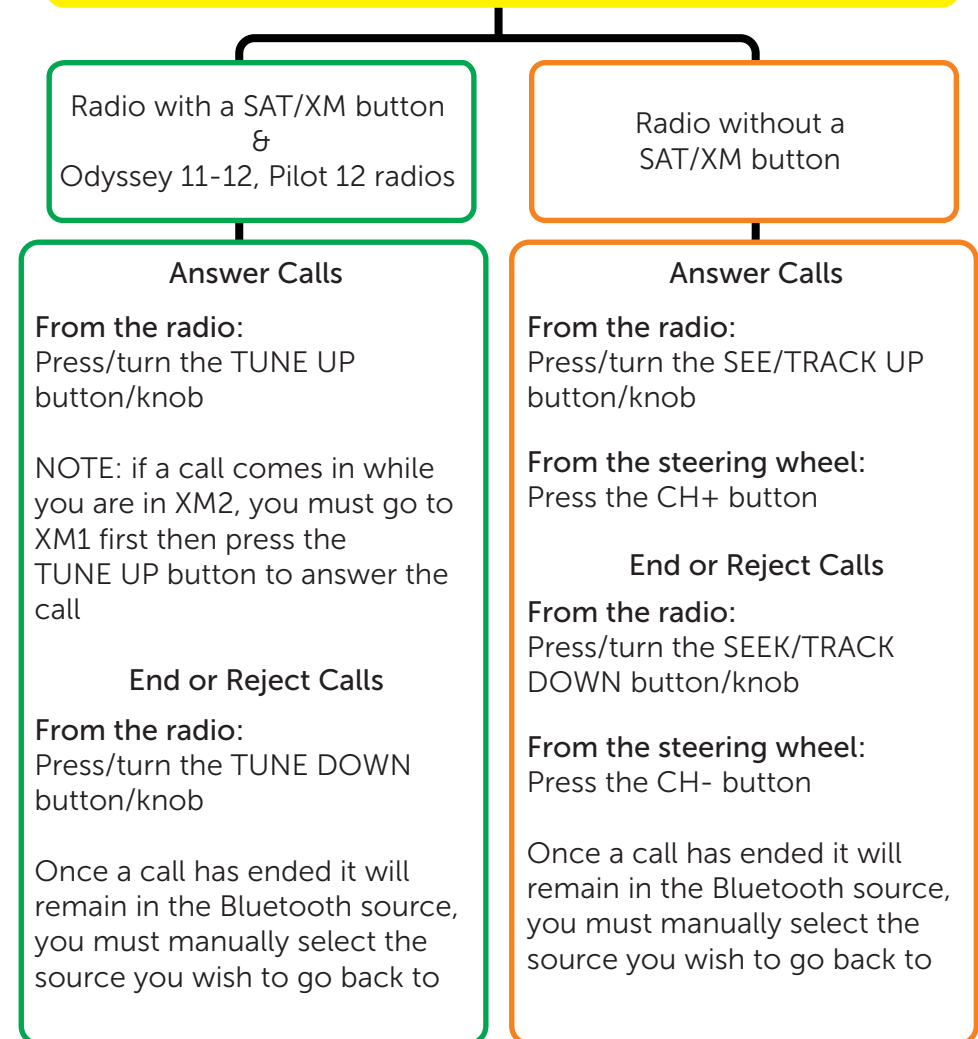 Radio with a SAT/XM button
&
Odyssey 11-12, Pilot 12 radios
Radio without a
SAT/XM button
Answer Calls
From the radio:
Press/turn the TUNE UP
button/knob
NOTE: if a call comes in while
you are in XM2, you must go to
XM1 first then press the
TUNE UP button to answer the
call
End or Reject Calls
From the radio:
Press/turn the TUNE DOWN
button/knob
Once a call has ended it will
remain in the Bluetooth source,
you must manually select the
source you wish to go back to
Answer Calls
From the radio:
Press/turn the SEE/TRACK UP
button/knob
From the steering wheel:
Press the CH+ button
End or Reject Calls
From the radio:
Press/turn the SEEK/TRACK
DOWN button/knob
From the steering wheel:
Press the CH- button
Once a call has ended it will
remain in the Bluetooth source,
you must manually select the
source you wish to go back to